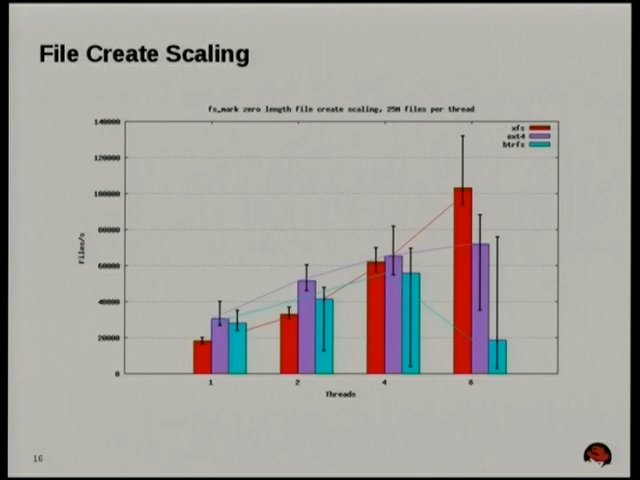 File Create Scaling
fs_mark zero length file create scaling, 25M files per thread
140000
120000
100000
80000
60000
40000
20000
0
Files/s
xfs
ext4
btrfs
1 2 4 8
Threads
16